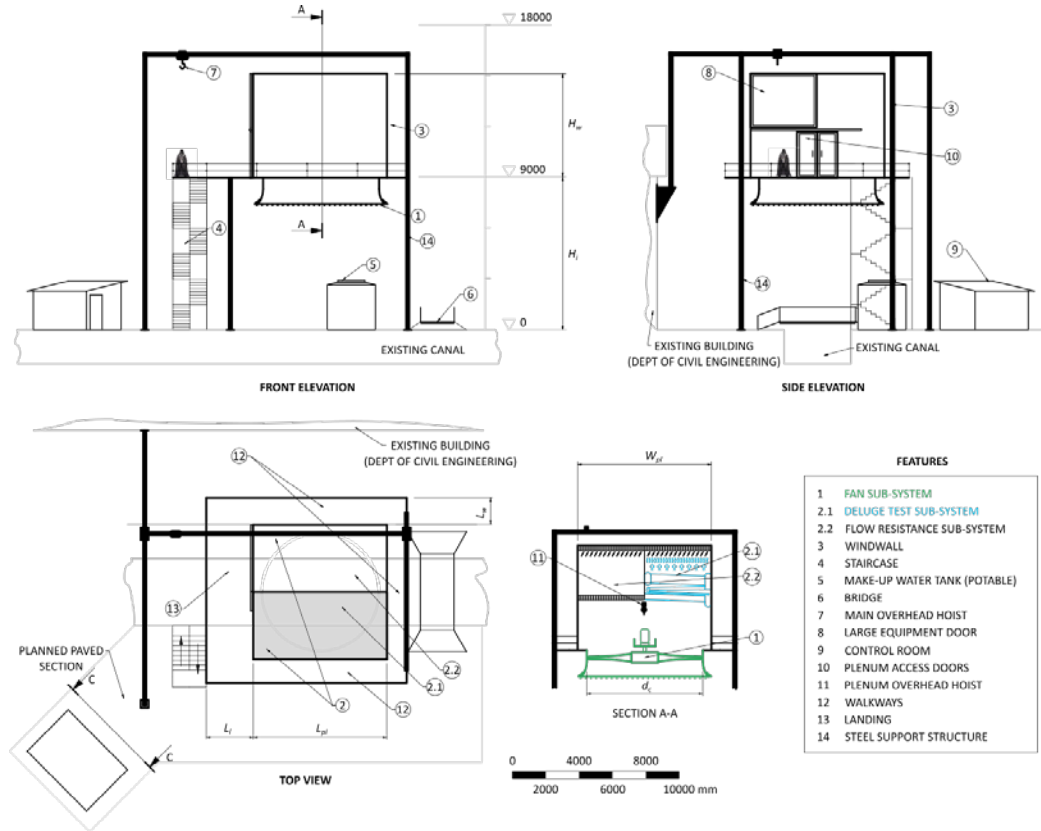 A
18000
7
8
3
3
H_w
10
9000
1
A
4
14
9
5
H_i
6
14
0
EXISTING CANAL
EXISTING BUILDING
(DEPT OF CIVIL ENGINEERING)
EXISTING CANAL
FRONT ELEVATION
SIDE ELEVATION
EXISTING BUILDING
(DEPT OF CIVIL ENGINEERING)
12
L_w
13
PLANNED PAVED
SECTION
C
C
2.2
2.1
2
12
L_l
L_pl
TOP VIEW
W_pl
11
2.1
2.2
1
d_c
SECTION A-A
0
4000
8000
2000
6000
10000 mm
FEATURES
1 FAN SUB-SYSTEM
2.1 DELUGE TEST SUB-SYSTEM
2.2 FLOW RESISTANCE SUB-SYSTEM
3 WINDWALL
4 STAIRCASE
5 MAKE-UP WATER TANK (POTABLE)
6 BRIDGE
7 MAIN OVERHEAD HOIST
8 LARGE EQUIPMENT DOOR
9 CONTROL ROOM
10 PLENUM ACCESS DOORS
11 PLENUM OVERHEAD HOIST
12 WALKWAYS
13 LANDING
14 STEEL SUPPORT STRUCTURE